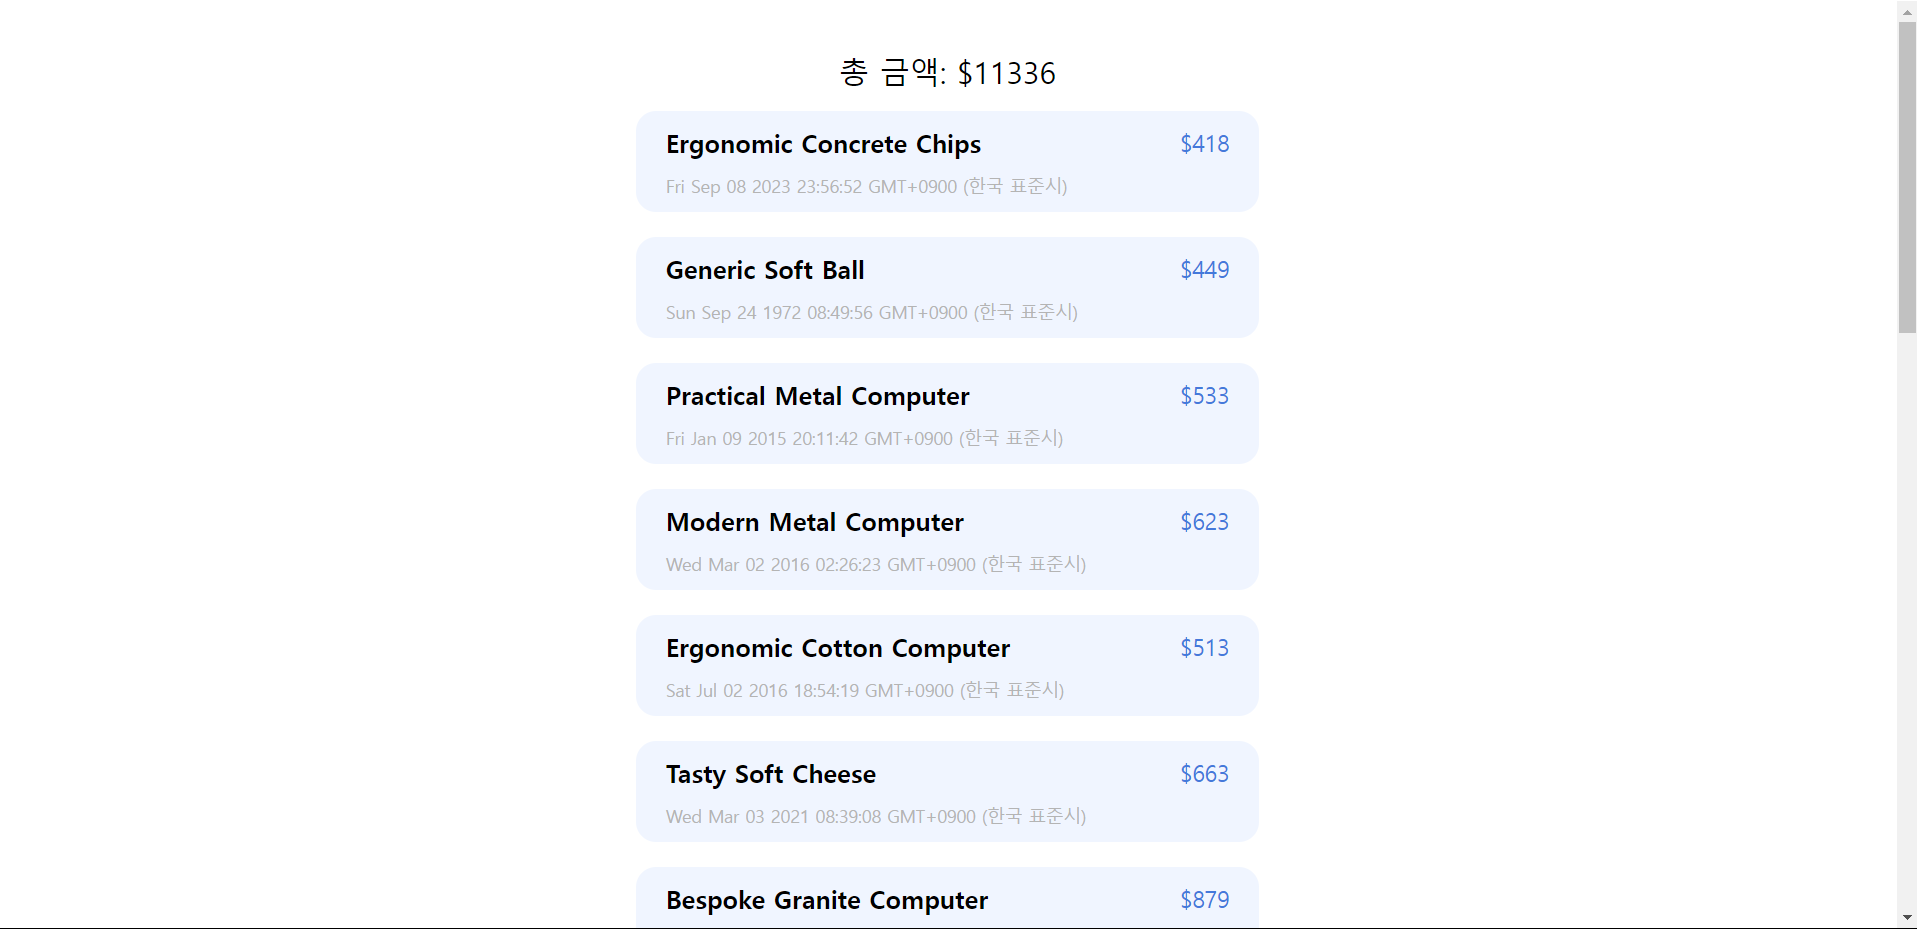 총 금액: $11336
Ergonomic Concrete Chips $418
Fri Sep 08 2023 23:56:52 GMT+0900 (한국 표준시)
Generic Soft Ball $449
Sun Sep 24 1972 08:49:56 GMT+0900 (한국 표준시)
Practical Metal Computer $533
Fri Jan 09 2015 20:11:42 GMT+0900 (한국 표준시)
Modern Metal Computer $623
Wed Mar 02 2016 02:26:23 GMT+0900 (한국 표준시)
Ergonomic Cotton Computer $513
Sat Jul 02 2016 18:54:19 GMT+0900 (한국 표준시)
Tasty Soft Cheese $663
Wed Mar 03 2021 08:39:08 GMT+0900 (한국 표준시)
Bespoke Granite Computer $879